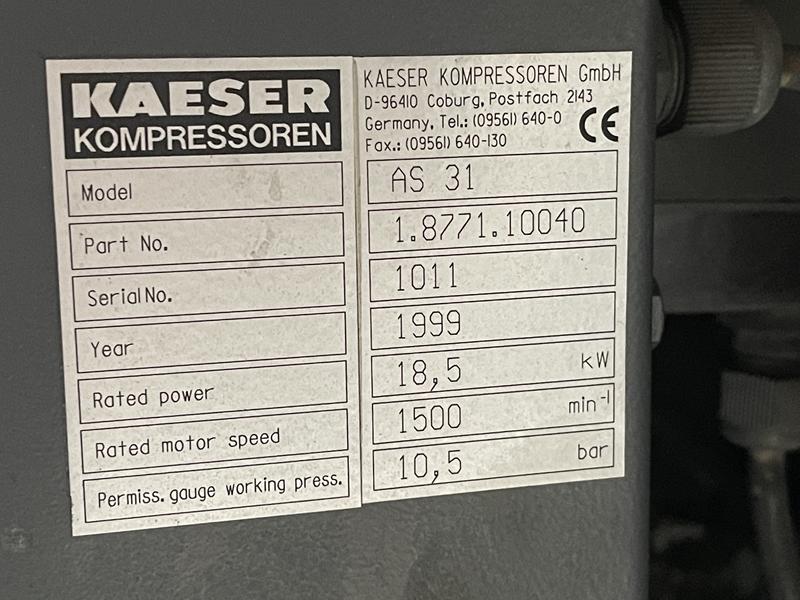 KAESER
KOMPRESSOREN
KAESER KOMPRESSOREN GmbH
D-96410 Coburg, Postfach 2143
Germany, Tel.: (09561) 640-0
Fax.: (09561) 640-130
CE
Model AS 31
Part No. 1.8771.10040
Serial No. 1011
Year 1999
Rated power 18,5 kW
Rated motor speed 1500 min⁻¹
Permiss. gauge working press. 10,5 bar